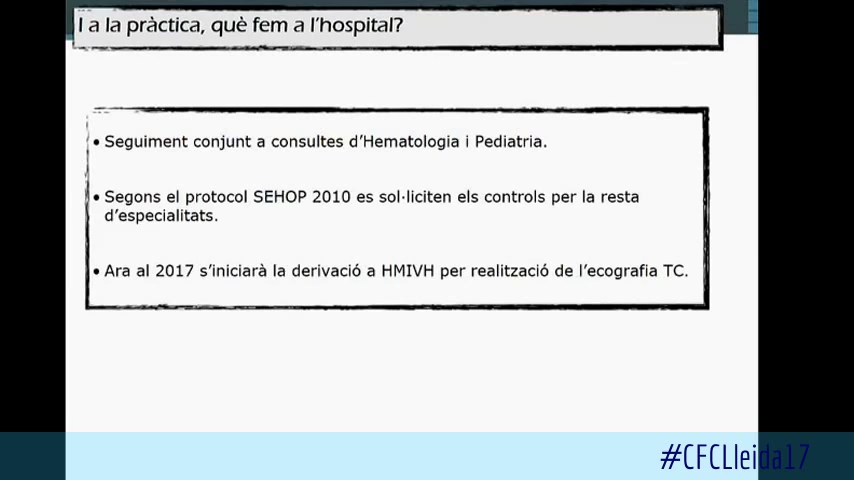 I a la pràctica, què fem a l’hospital?
• Seguiment conjunt a consultes d’Hematologia i Pediatria.
• Segons el protocol SEHOP 2010 es sol·liciten els controls per la resta
d’especialitats.
• Ara al 2017 s’iniciarà la derivació a HMIVH per realització de l’ecografia TC.
#CFCLleida17